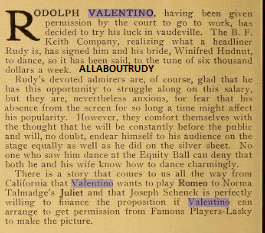 RODOLPH VALENTINO, having been given
permission by the court to go to work, has
decided to try his luck in vaudeville. The B. F.
Keith Company, realizing what a headliner
Rudy is, has signed him and his bride, Winifred Hudnut,
to dance, so it has been said, to the tune of six thousand
dollars a week. ALLABOUTRUDY
Rudy's devoted admirers are, of course, glad that he
has this opportunity to struggle along on this salary,
but they are, nevertheless anxious, for fear that his
absence from the screen for so long a time might affect
his popularity. However, they comfort themselves with
the thought that he will be constantly before the public
and will, no doubt, endear himself to his audience on the
stage equally as well as he did on the silver sheet. No
one who saw him dance at the Equity Ball can deny that
both he and his wife know how to dance charmingly.
There is a story that comes to us all the way from
California that Valentino wants to play Romeo to Norma
Talmadge's Juliet and that Joseph Schenck is perfectly
willing to finance the proposition if Valentino can
arrange to get permission from Famous Players-Lasky
to make the picture.